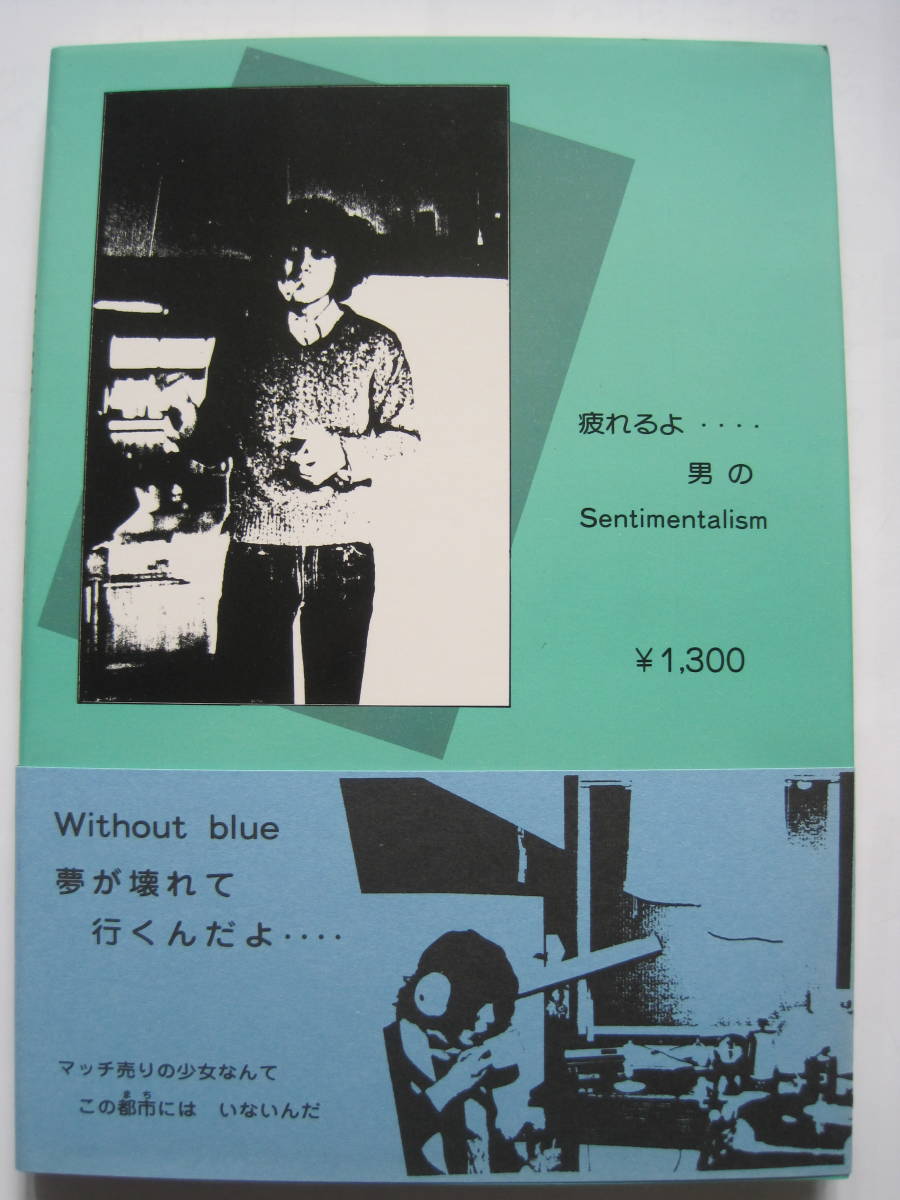 疲れるよ ････
男の
Sentimentalism
¥1,300
Without blue
夢が壊れて
行くんだよ････
マッチ売りの少女なんて
まち
この都市には いないんだ